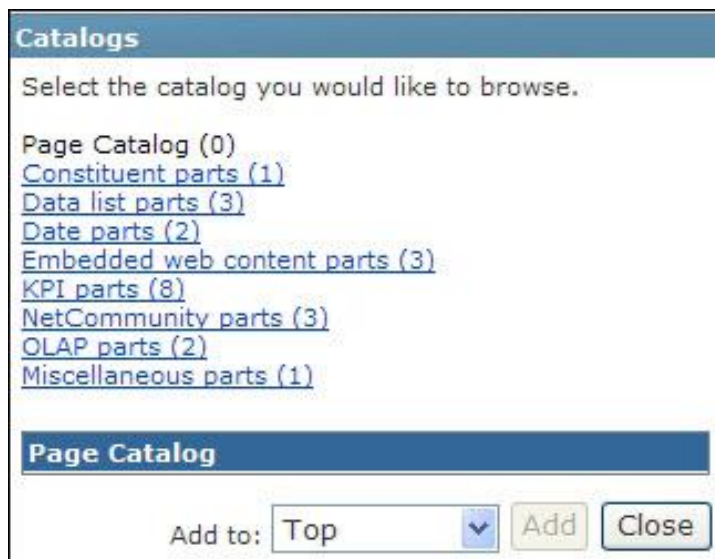 Catalogs
Select the catalog you would like to browse.
Page Catalog (0)
Constituent parts (1)
Data list parts (3)
Date parts (2)
Embedded web content parts (3)
KPI parts (8)
NetCommunity parts (3)
OLAP parts (2)
Miscellaneous parts (1)
Page Catalog
Add to: Top Add Close